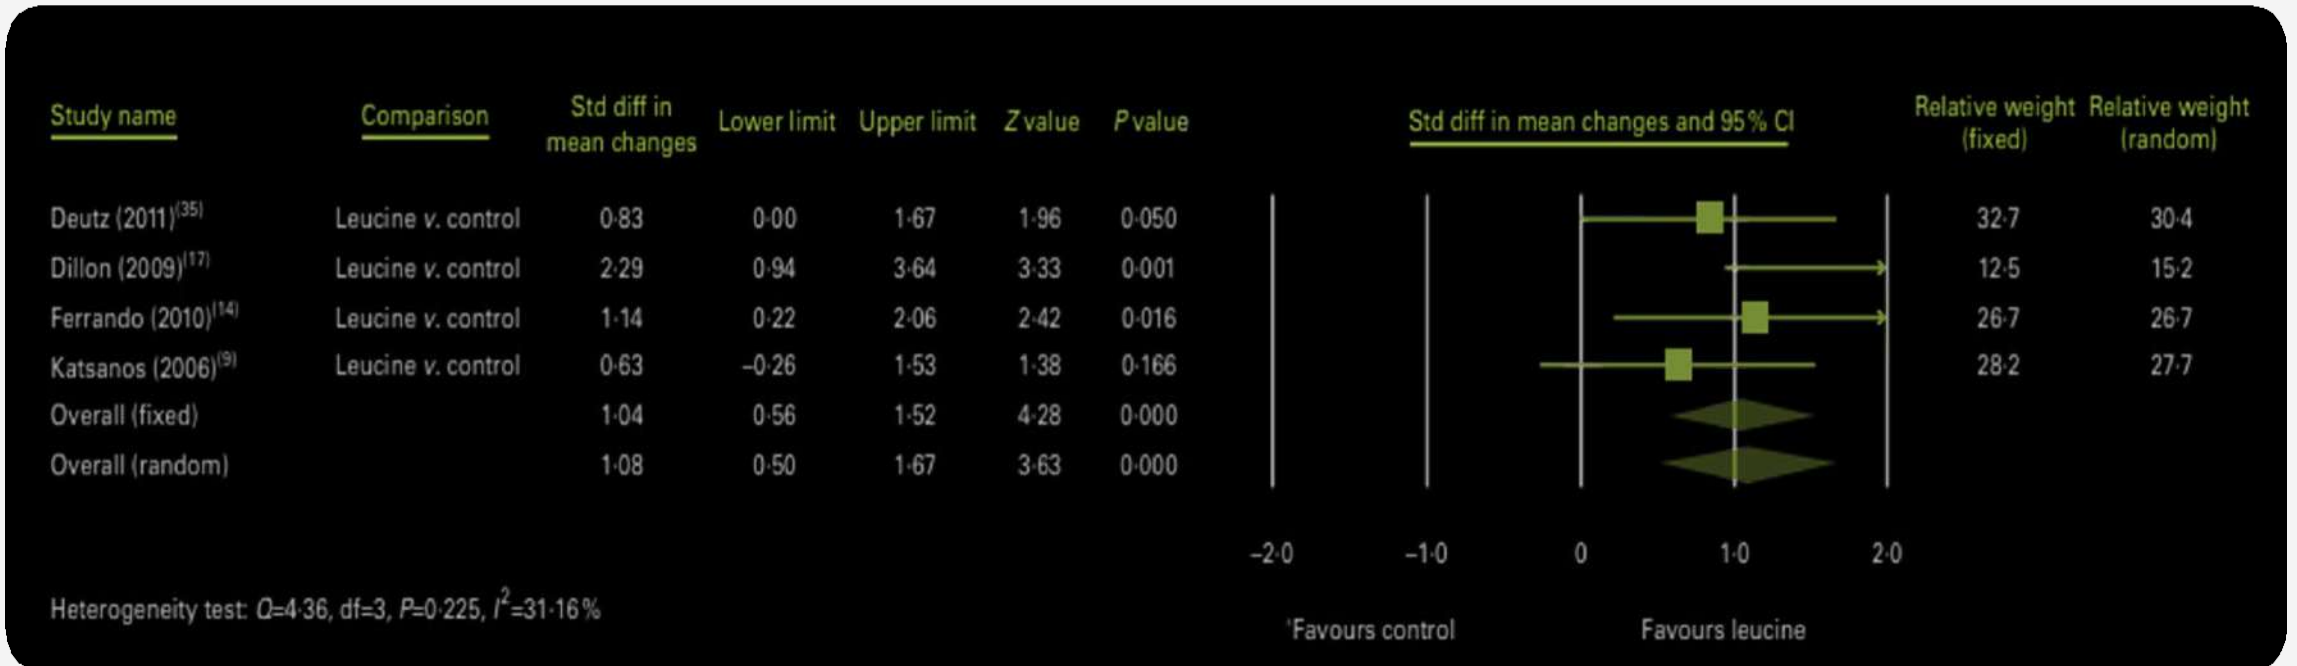 Study name Comparison Std diff in mean changes Lower limit Upper limit Z value P value Std diff in mean changes and 95% CI Relative weight (fixed) Relative weight (random)
Deutz (2011)(35) Leucine v. control 0·83 0·00 1·67 1·96 0·050 32·7 30·4
Dillon (2009)(17) Leucine v. control 2·29 0·94 3·64 3·33 0·001 12·5 15·2
Ferrando (2010)(14) Leucine v. control 1·14 0·22 2·06 2·42 0·016 26·7 26·7
Katsanos (2006)(9) Leucine v. control 0·63 –0·26 1·53 1·38 0·166 28·2 27·7
Overall (fixed) 1·04 0·56 1·52 4·28 0·000
Overall (random) 1·08 0·50 1·67 3·63 0·000
–2·0 –1·0 0 1·0 2·0
Heterogeneity test: Q=4·36, df=3, P=0·225, I²=31·16%
'Favours control Favours leucine